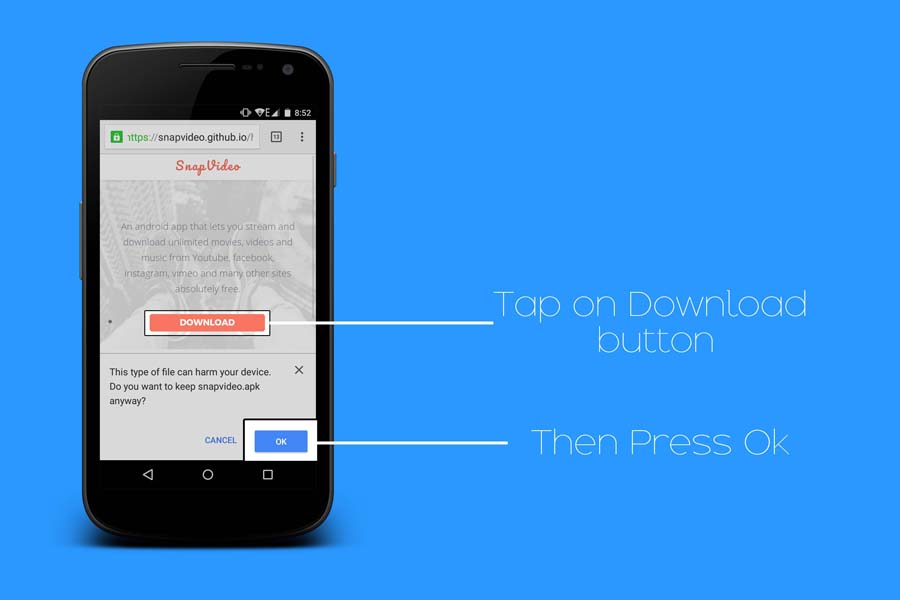 8:52
https://snapvideo.github.io/
13
SnapVideo
An android app that lets you stream and
download unlimited movies, videos and
music from Youtube, facebook,
instagram, vimeo and many other sites
absolutely free.
DOWNLOAD
Tap on Download
button
This type of file can harm your device.
Do you want to keep snapvideo.apk
anyway?
CANCEL
OK
Then Press Ok